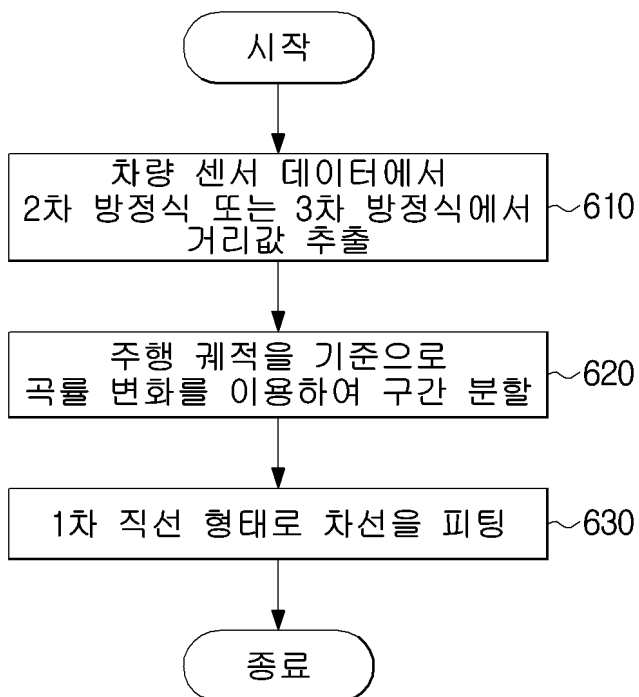 시작
차량 센서 데이터에서
2차 방정식 또는 3차 방정식에서
거리값 추출
610
주행 궤적을 기준으로
곡률 변화를 이용하여 구간 분할
620
1차 직선 형태로 차선을 피팅
630
종료